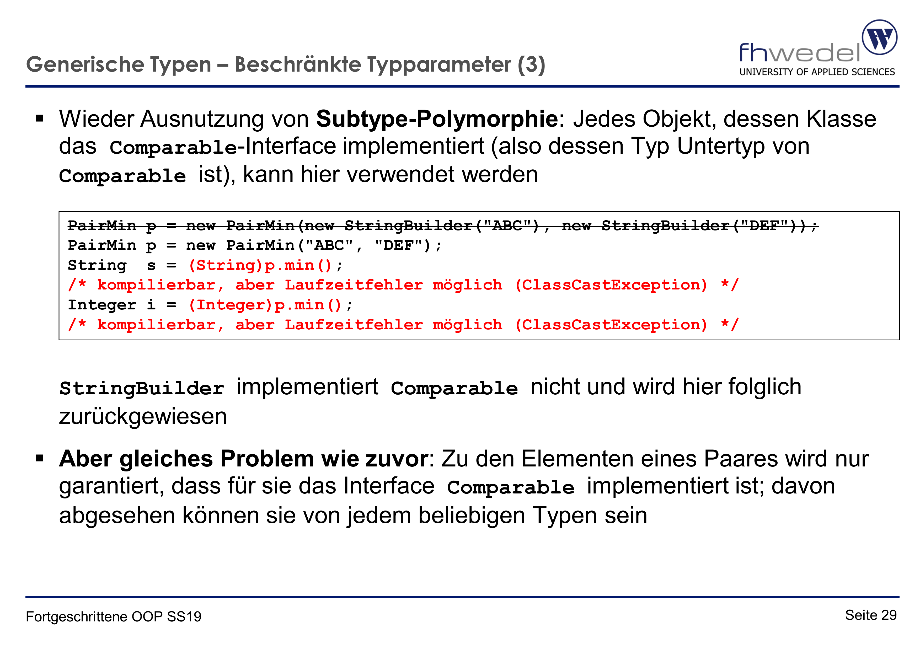 Generische Typen – Beschränkte Typparameter (3)
fhwedel
W
UNIVERSITY OF APPLIED SCIENCES
▪ Wieder Ausnutzung von Subtype-Polymorphie: Jedes Objekt, dessen Klasse
das Comparable-Interface implementiert (also dessen Typ Untertyp von
Comparable ist), kann hier verwendet werden
PairMin p = new PairMin(new StringBuilder("ABC"), new StringBuilder("DEF"));
PairMin p = new PairMin("ABC", "DEF");
String  s = (String)p.min();
/* kompilierbar, aber Laufzeitfehler möglich (ClassCastException) */
Integer i = (Integer)p.min();
/* kompilierbar, aber Laufzeitfehler möglich (ClassCastException) */
StringBuilder implementiert Comparable nicht und wird hier folglich
zurückgewiesen
▪ Aber gleiches Problem wie zuvor: Zu den Elementen eines Paares wird nur
garantiert, dass für sie das Interface Comparable implementiert ist; davon
abgesehen können sie von jedem beliebigen Typen sein
Fortgeschrittene OOP SS19
Seite 29